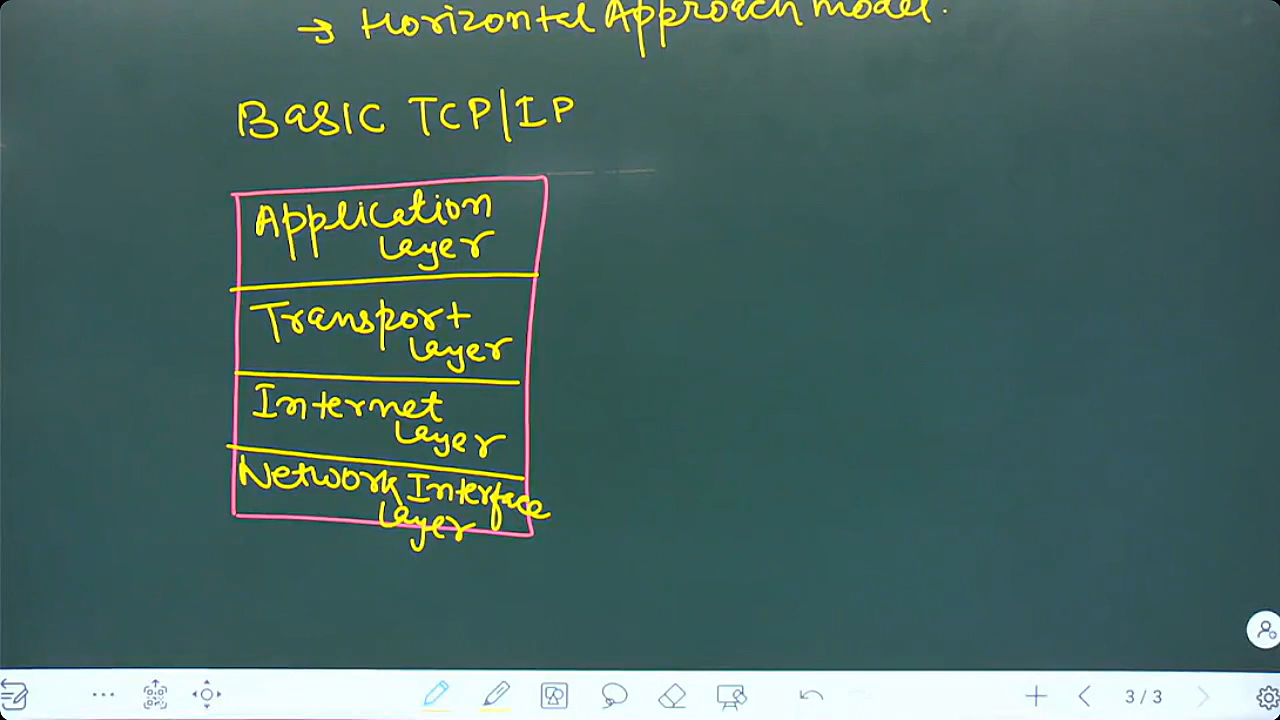 → Horizontal Approach model.
BASIC TCP/IP
Application
Layer
Transport
Layer
Internet
Layer
Network Interface
Layer
3/3